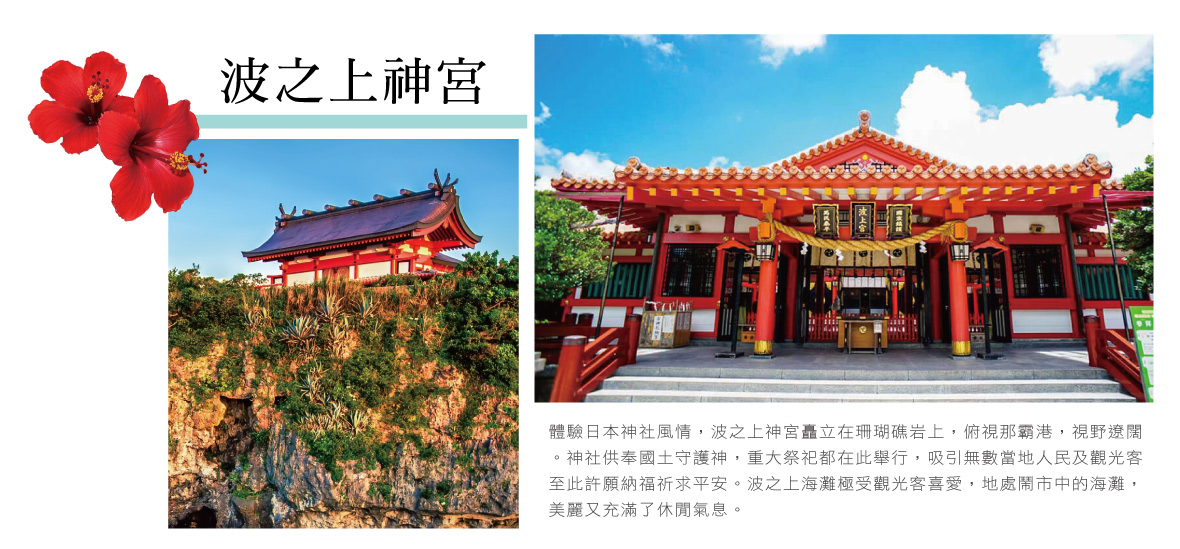 波之上神宮
波上宮
體驗日本神社風情，波之上神宮矗立在珊瑚礁岩上，俯視那霸港，視野遼闊
。神社供奉國土守護神，重大祭祀都在此舉行，吸引無數當地人民及觀光客
至此許願納福祈求平安。波之上海灘極受觀光客喜愛，地處鬧市中的海灘，
美麗又充滿了休閒氣息。